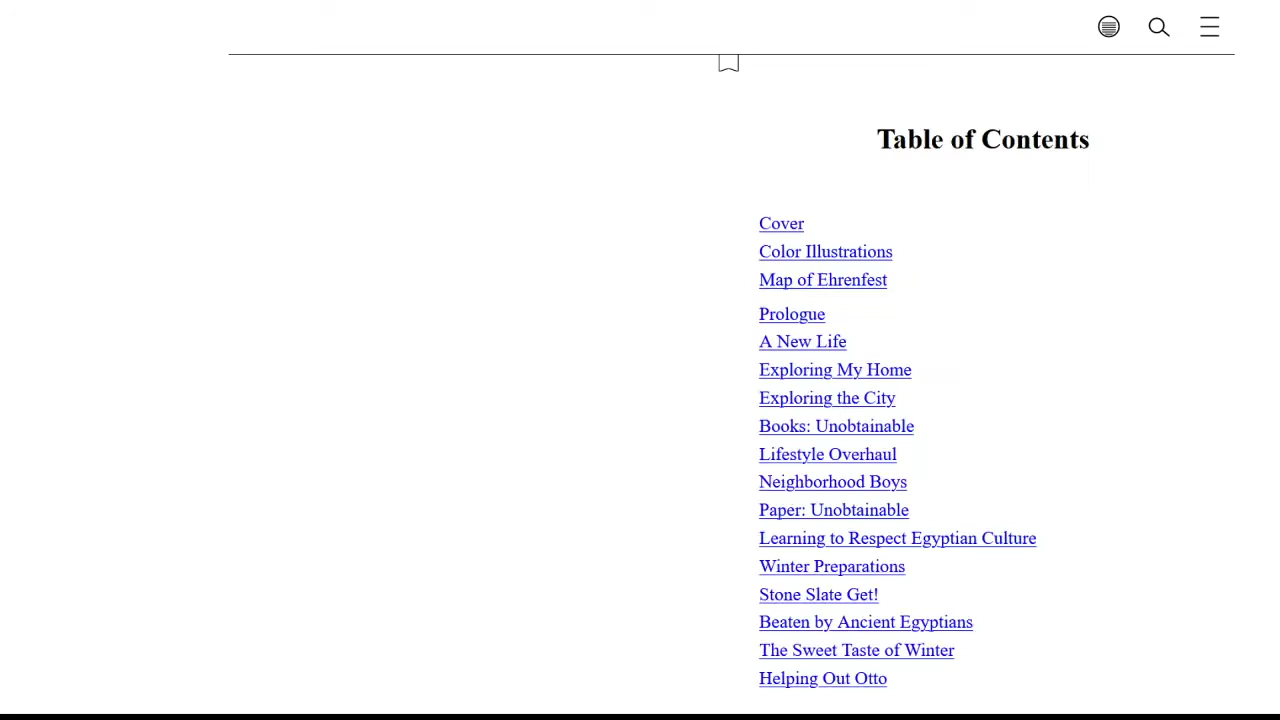 Table of Contents
Cover
Color Illustrations
Map of Ehrenfest
Prologue
A New Life
Exploring My Home
Exploring the City
Books: Unobtainable
Lifestyle Overhaul
Neighborhood Boys
Paper: Unobtainable
Learning to Respect Egyptian Culture
Winter Preparations
Stone Slate Get!
Beaten by Ancient Egyptians
The Sweet Taste of Winter
Helping Out Otto